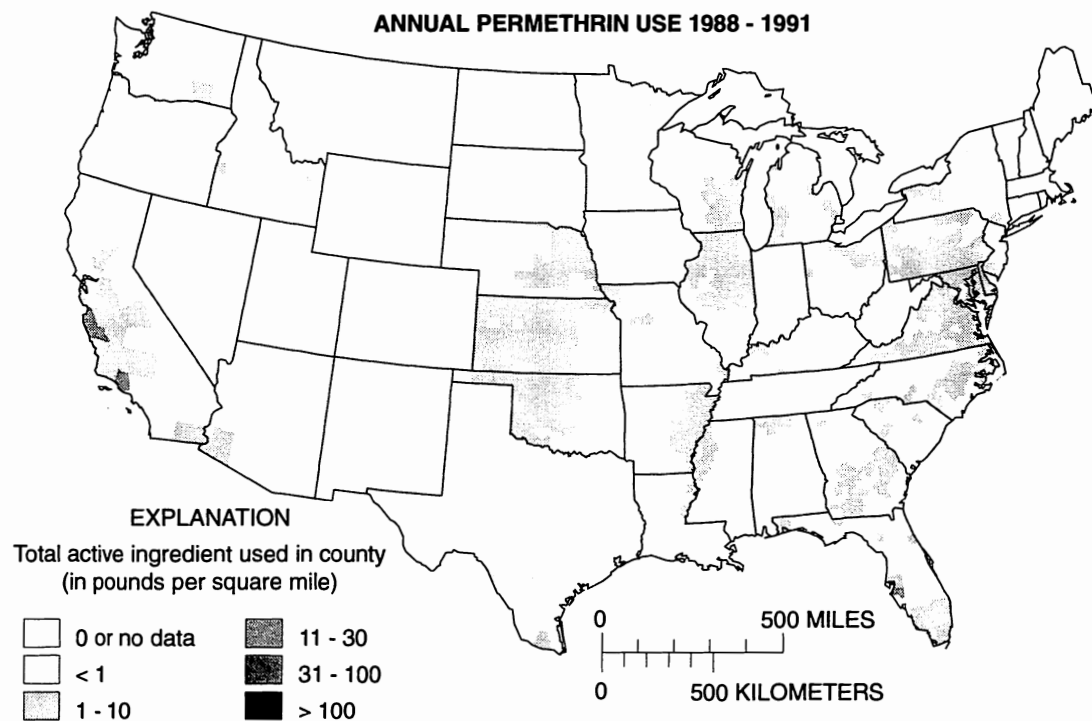 ANNUAL PERMETHRIN USE 1988 - 1991
EXPLANATION
Total active ingredient used in county
(in pounds per square mile)
0 or no data
< 1
1 - 10
11 - 30
31 - 100
> 100
0 500 MILES
0 500 KILOMETERS